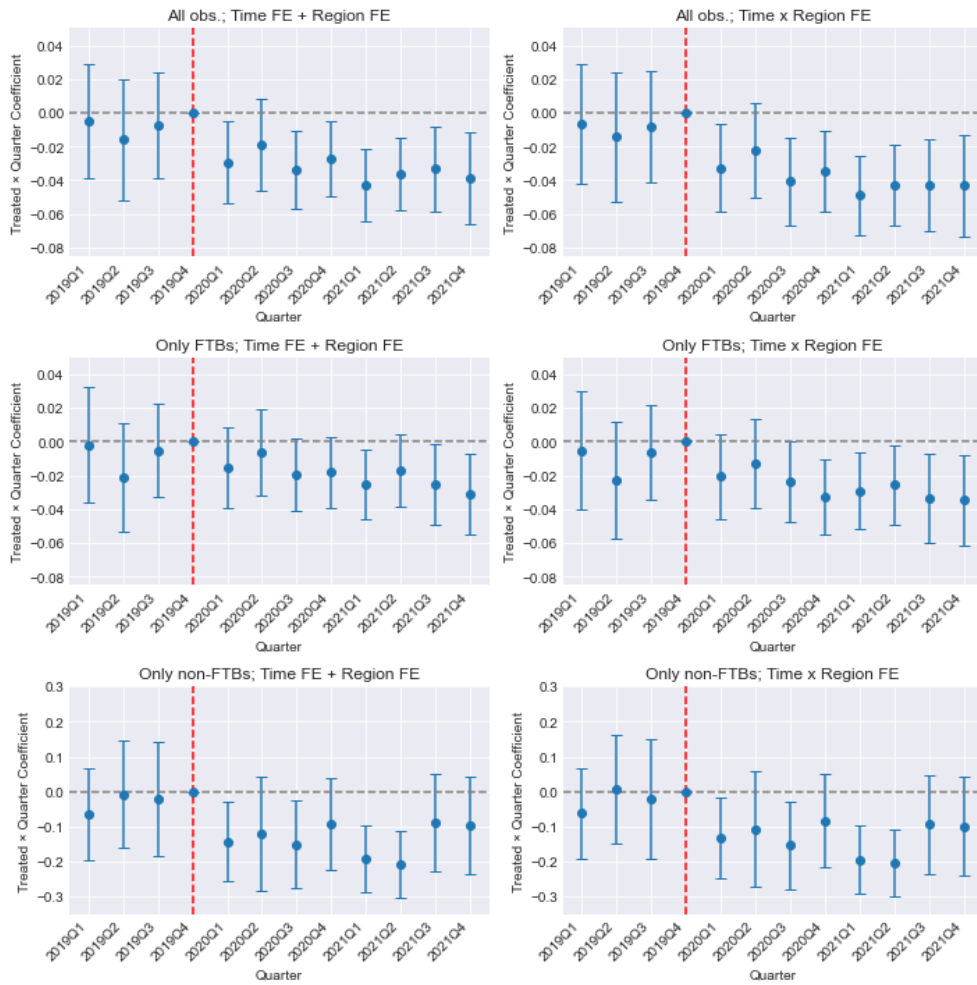 All obs.; Time FE + Region FE
Treated × Quarter Coefficient
0.04
0.02
0.00
−0.02
−0.04
−0.06
−0.08
2019Q1
2019Q2
2019Q3
2019Q4
2020Q1
2020Q2
2020Q3
2020Q4
2021Q1
2021Q2
2021Q3
2021Q4
Quarter
All obs.; Time x Region FE
Treated × Quarter Coefficient
0.04
0.02
0.00
−0.02
−0.04
−0.06
−0.08
2019Q1
2019Q2
2019Q3
2019Q4
2020Q1
2020Q2
2020Q3
2020Q4
2021Q1
2021Q2
2021Q3
2021Q4
Quarter
Only FTBs; Time FE + Region FE
Treated × Quarter Coefficient
0.04
0.02
0.00
−0.02
−0.04
−0.06
−0.08
2019Q1
2019Q2
2019Q3
2019Q4
2020Q1
2020Q2
2020Q3
2020Q4
2021Q1
2021Q2
2021Q3
2021Q4
Quarter
Only FTBs; Time x Region FE
Treated × Quarter Coefficient
0.04
0.02
0.00
−0.02
−0.04
−0.06
−0.08
2019Q1
2019Q2
2019Q3
2019Q4
2020Q1
2020Q2
2020Q3
2020Q4
2021Q1
2021Q2
2021Q3
2021Q4
Quarter
Only non-FTBs; Time FE + Region FE
Treated × Quarter Coefficient
0.3
0.2
0.1
0.0
−0.1
−0.2
−0.3
2019Q1
2019Q2
2019Q3
2019Q4
2020Q1
2020Q2
2020Q3
2020Q4
2021Q1
2021Q2
2021Q3
2021Q4
Quarter
Only non-FTBs; Time x Region FE
Treated × Quarter Coefficient
0.3
0.2
0.1
0.0
−0.1
−0.2
−0.3
2019Q1
2019Q2
2019Q3
2019Q4
2020Q1
2020Q2
2020Q3
2020Q4
2021Q1
2021Q2
2021Q3
2021Q4
Quarter